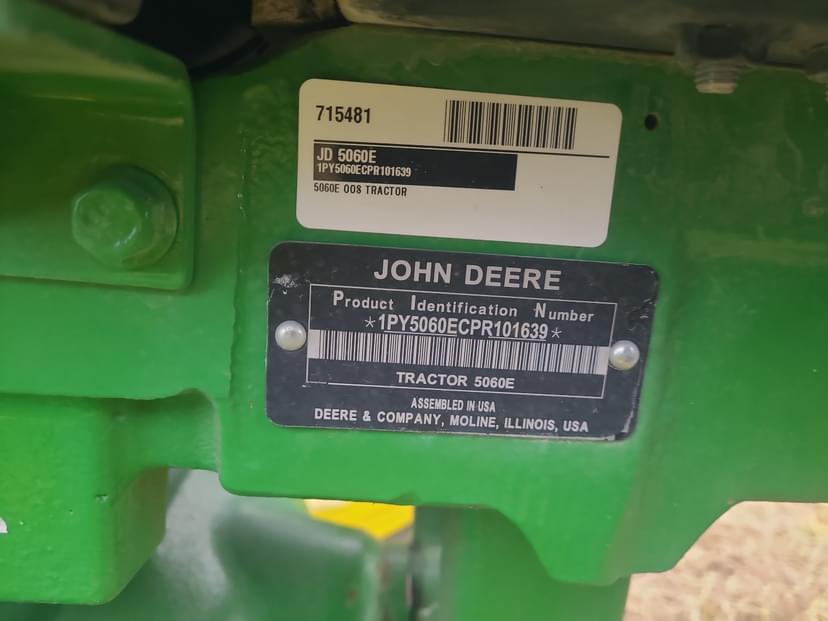 715481
JD 5060E
1PY5060ECPR101639
5060E 00S TRACTOR
JOHN DEERE
Product Identification Number
*1PY5060ECPR101639*
TRACTOR 5060E
ASSEMBLED IN USA
DEERE & COMPANY, MOLINE, ILLINOIS, USA